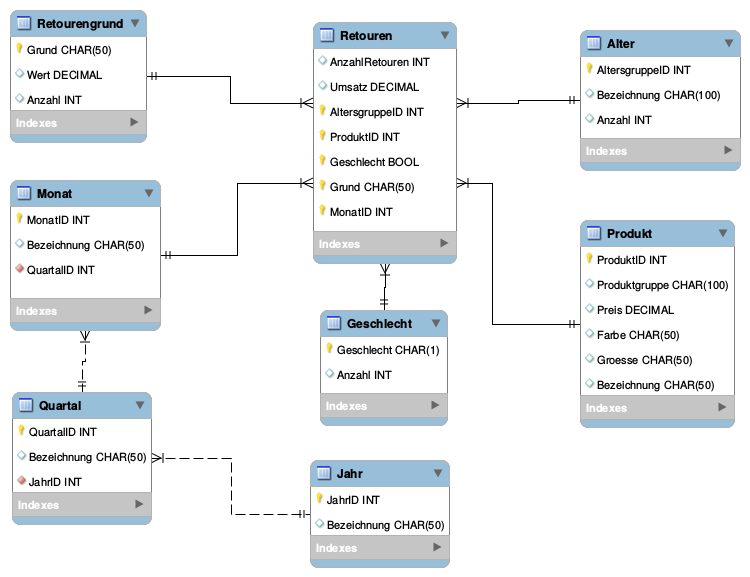 Retourengrund
Grund CHAR(50)
Wert DECIMAL
Anzahl INT
Indexes
Retouren
AnzahlRetouren INT
Umsatz DECIMAL
AltersgruppeID INT
ProduktID INT
Geschlecht BOOL
Grund CHAR(50)
MonatID INT
Indexes
Alter
AltersgruppeID INT
Bezeichnung CHAR(100)
Anzahl INT
Indexes
Monat
MonatID INT
Bezeichnung CHAR(50)
QuartalID INT
Indexes
Produkt
ProduktID INT
Produktgruppe CHAR(100)
Preis DECIMAL
Farbe CHAR(50)
Groesse CHAR(50)
Bezeichnung CHAR(50)
Indexes
Geschlecht
Geschlecht CHAR(1)
Anzahl INT
Indexes
Quartal
QuartalID INT
Bezeichnung CHAR(50)
JahrID INT
Indexes
Jahr
JahrID INT
Bezeichnung CHAR(50)
Indexes